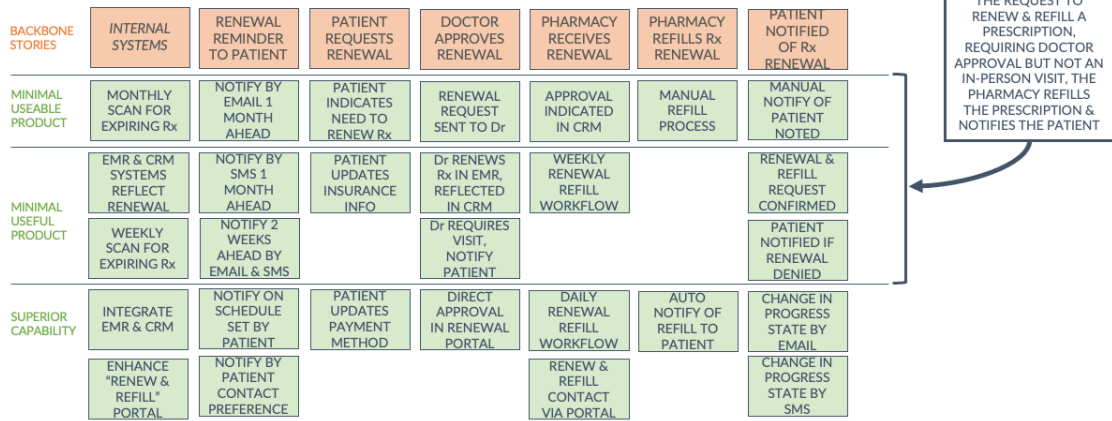 BACKBONE
STORIES
INTERNAL
SYSTEMS
RENEWAL
REMINDER
TO PATIENT
PATIENT
REQUESTS
RENEWAL
DOCTOR
APPROVES
RENEWAL
PHARMACY
RECEIVES
RENEWAL
PHARMACY
REFILLS Rx
RENEWAL
PATIENT
NOTIFIED
OF Rx
RENEWAL
THE REQUEST TO
RENEW & REFILL A
PRESCRIPTION,
REQUIRING DOCTOR
APPROVAL BUT NOT AN
IN-PERSON VISIT, THE
PHARMACY REFILLS
THE PRESCRIPTION &
NOTIFIES THE PATIENT
MINIMAL
USEABLE
PRODUCT
MONTHLY
SCAN FOR
EXPIRING Rx
NOTIFY BY
EMAIL 1
MONTH
AHEAD
PATIENT
INDICATES
NEED TO
RENEW Rx
RENEWAL
REQUEST
SENT TO Dr
APPROVAL
INDICATED
IN CRM
MANUAL
REFILL
PROCESS
MANUAL
NOTIFY OF
PATIENT
NOTED
MINIMAL
USEFUL
PRODUCT
EMR & CRM
SYSTEMS
REFLECT
RENEWAL
NOTIFY BY
SMS 1
MONTH
AHEAD
PATIENT
UPDATES
INSURANCE
INFO
Dr RENEWS
Rx IN EMR,
REFLECTED
IN CRM
WEEKLY
RENEWAL
REFILL
WORKFLOW
RENEWAL &
REFILL
REQUEST
CONFIRMED
WEEKLY
SCAN FOR
EXPIRING Rx
NOTIFY 2
WEEKS
AHEAD BY
EMAIL & SMS
Dr REQUIRES
VISIT,
NOTIFY
PATIENT
PATIENT
NOTIFIED IF
RENEWAL
DENIED
SUPERIOR
CAPABILITY
INTEGRATE
EMR & CRM
NOTIFY ON
SCHEDULE
SET BY
PATIENT
PATIENT
UPDATES
PAYMENT
METHOD
DIRECT
APPROVAL
IN RENEWAL
PORTAL
DAILY
RENEWAL
REFILL
WORKFLOW
AUTO
NOTIFY OF
REFILL TO
PATIENT
CHANGE IN
PROGRESS
STATE BY
EMAIL
ENHANCE
“RENEW &
REFILL”
PORTAL
NOTIFY BY
PATIENT
CONTACT
PREFERENCE
RENEW &
REFILL
CONTACT
VIA PORTAL
CHANGE IN
PROGRESS
STATE BY
SMS